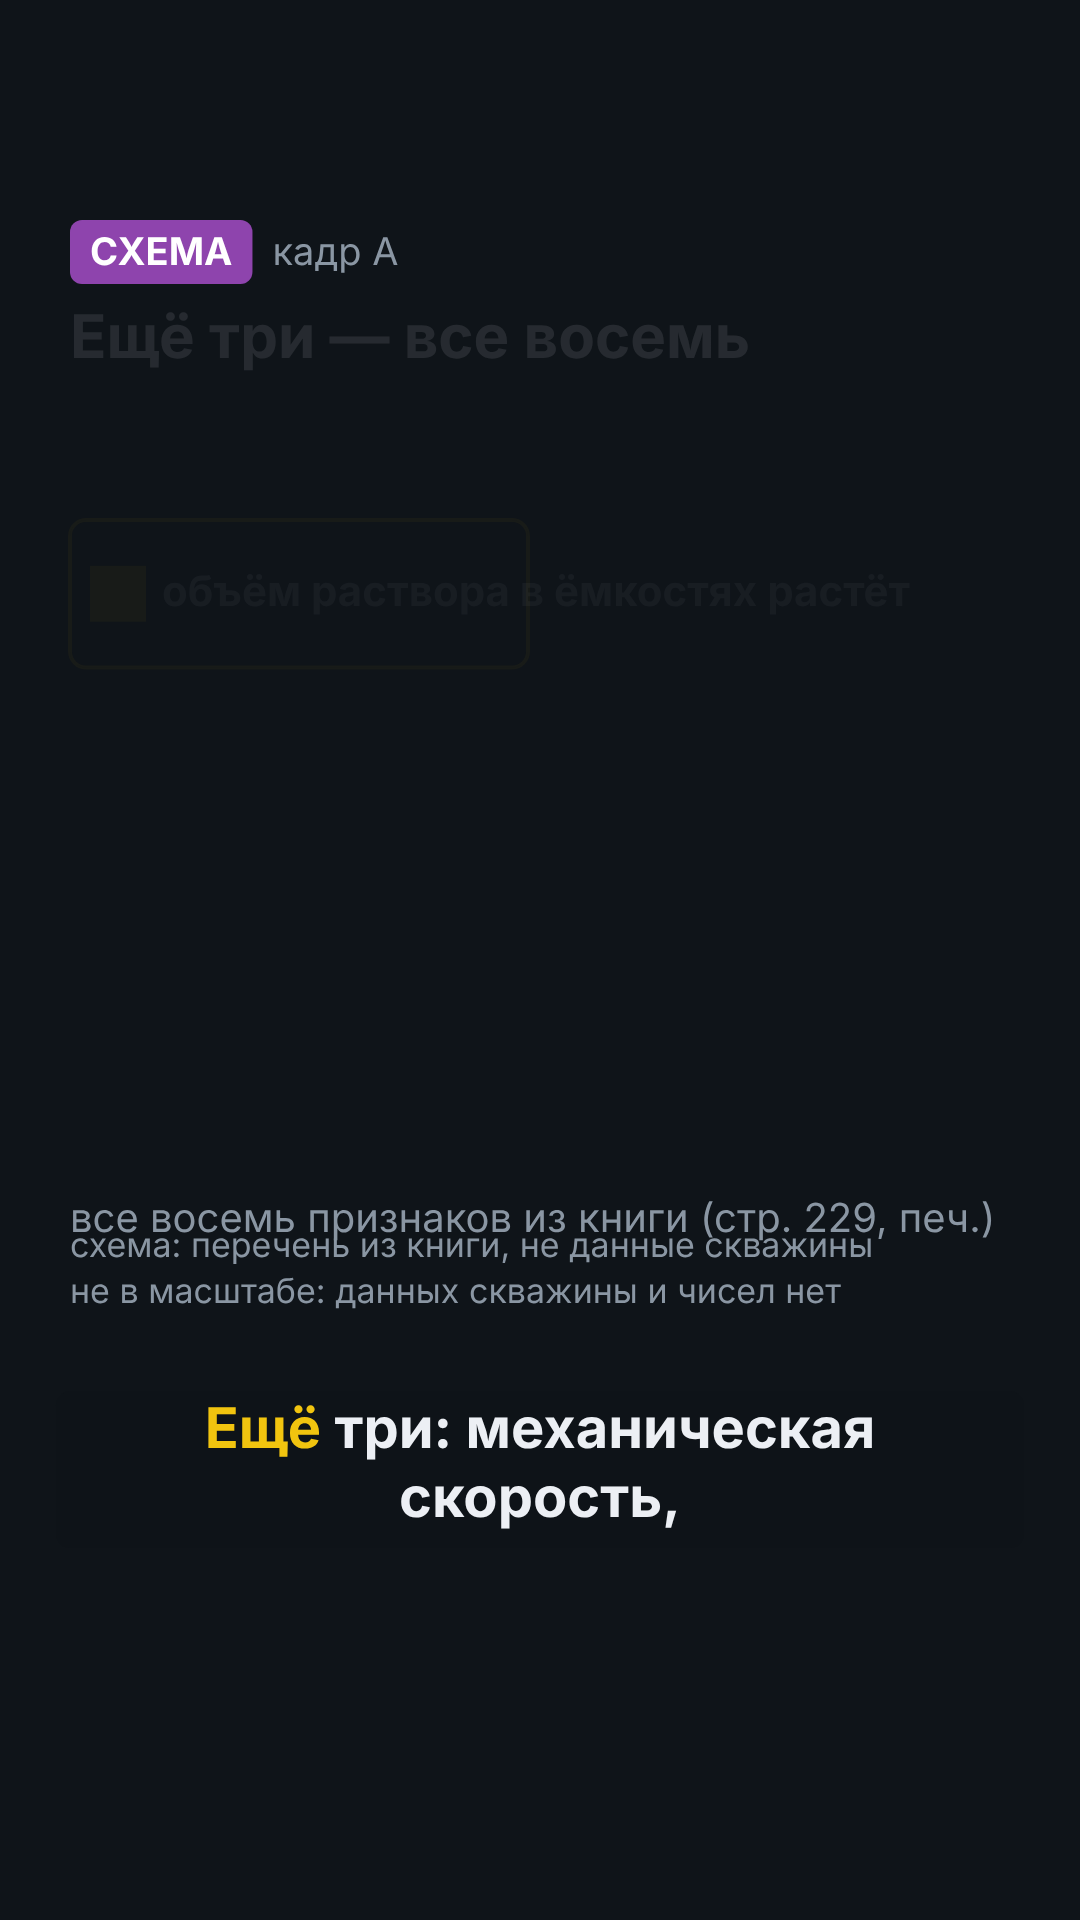 СХЕМА кадр А
Ещё три — все восемь
объём раствора в ёмкостях растёт
все восемь признаков из книги (стр. 229, печ.)
схема: перечень из книги, не данные скважины
не в масштабе: данных скважины и чисел нет
Ещё три: механическая
скорость,